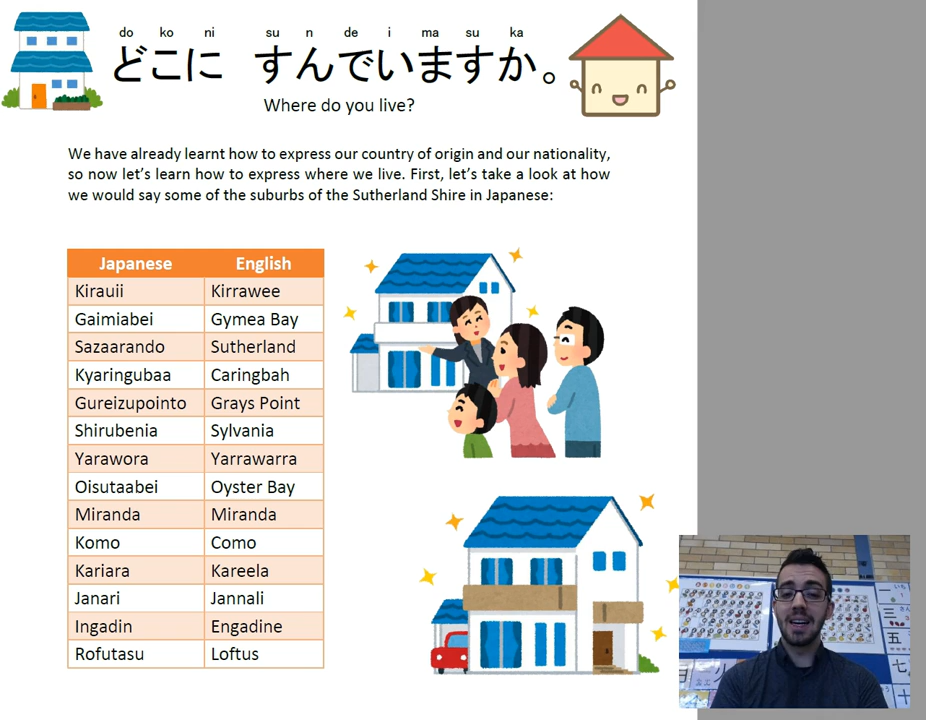 do ko ni su n de i ma su ka
どこに すんでいますか。
Where do you live?
We have already learnt how to express our country of origin and our nationality,
so now let's learn how to express where we live. First, let's take a look at how
we would say some of the suburbs of the Sutherland Shire in Japanese:
Japanese English
Kirauii Kirrawee
Gaimiabei Gymea Bay
Sazaarando Sutherland
Kyaringubaa Caringbah
Gureizupointo Grays Point
Shirubenia Sylvania
Yarawora Yarrawarra
Oisutaabei Oyster Bay
Miranda Miranda
Komo Como
Kariara Kareela
Janari Jannali
Ingadin Engadine
Rofutasu Loftus
一
三
五
七
十